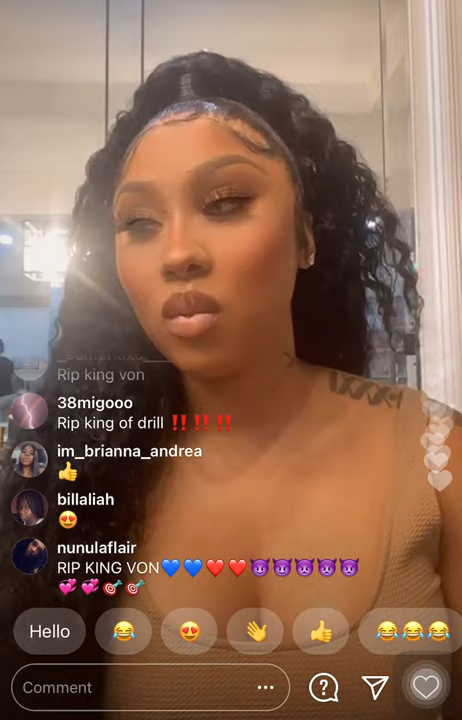 Rip king von
38migooo
Rip king of drill ‼️ ‼️ ‼️
im_brianna_andrea
👍
billaliah
😍
nunulaflair
RIP KING VON💙💙❤️❤️😈😈😈😈😈
💞💞🎯🎯
Hello 😂 😍 👋 👍 😂😂😂
Comment